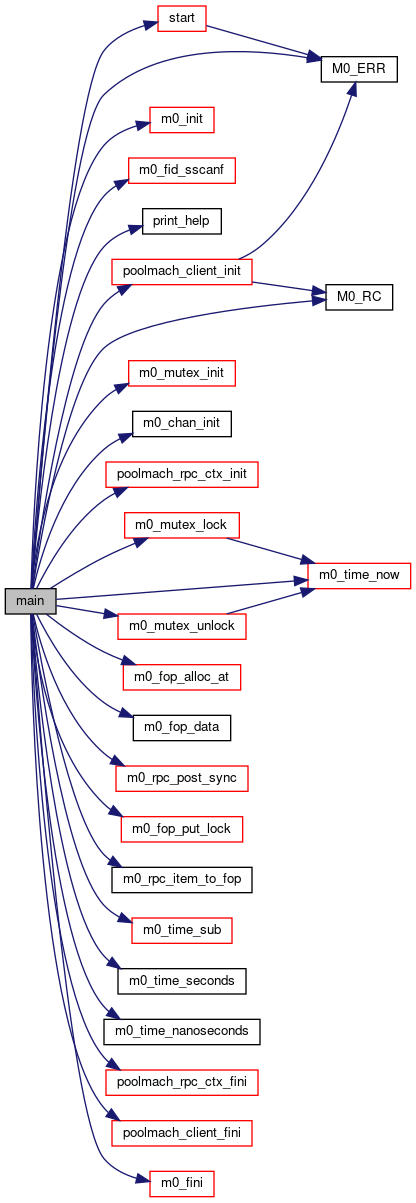 start
M0_ERR
m0_init
m0_fid_sscanf
print_help
poolmach_client_init
M0_RC
m0_mutex_init
m0_chan_init
poolmach_rpc_ctx_init
m0_mutex_lock
m0_time_now
main
m0_mutex_unlock
m0_fop_alloc_at
m0_fop_data
m0_rpc_post_sync
m0_fop_put_lock
m0_rpc_item_to_fop
m0_time_sub
m0_time_seconds
m0_time_nanoseconds
poolmach_rpc_ctx_fini
poolmach_client_fini
m0_fini